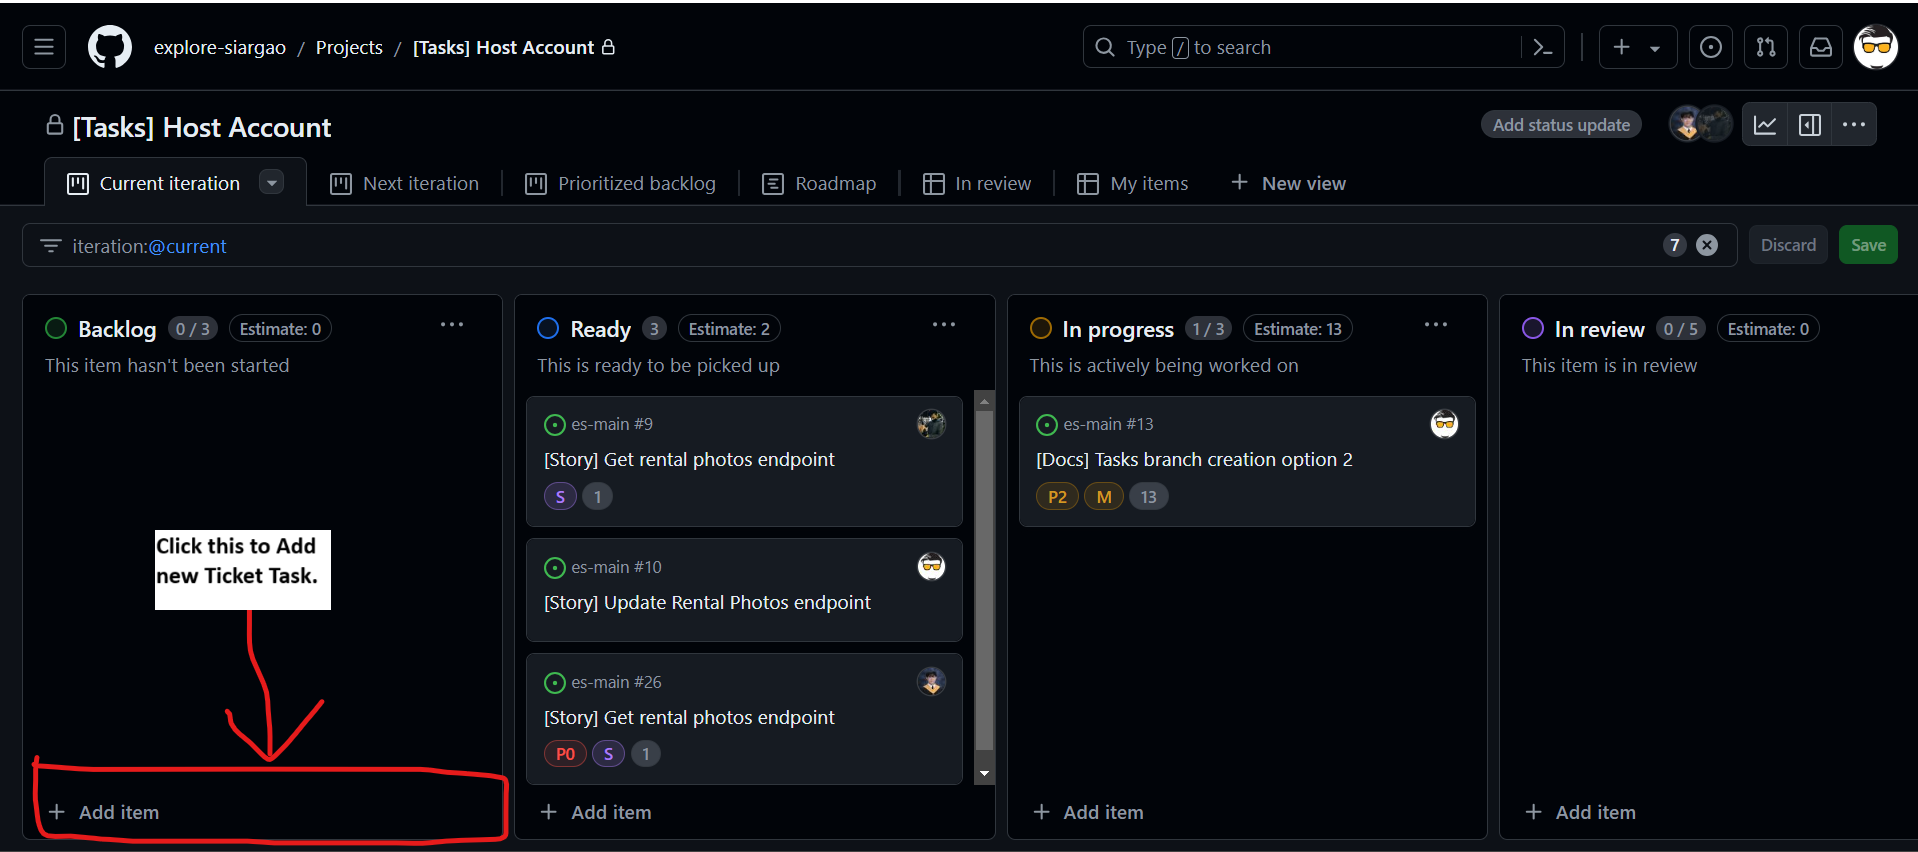 explore-siargao / Projects / [Tasks] Host Account
Type / to search
[Tasks] Host Account
Add status update
Current iteration
Next iteration
Prioritized backlog
Roadmap
In review
My items
New view
iteration:@current
7
Discard
Save
Backlog 0 / 3 Estimate: 0
This item hasn't been started
Click this to Add
new Ticket Task.
Add item
Ready 3 Estimate: 2
This is ready to be picked up
es-main #9
[Story] Get rental photos endpoint
S 1
es-main #10
[Story] Update Rental Photos endpoint
es-main #26
[Story] Get rental photos endpoint
P0 S 1
Add item
In progress 1 / 3 Estimate: 13
This is actively being worked on
es-main #13
[Docs] Tasks branch creation option 2
P2 M 13
Add item
In review 0 / 5 Estimate: 0
This item is in review
Add item